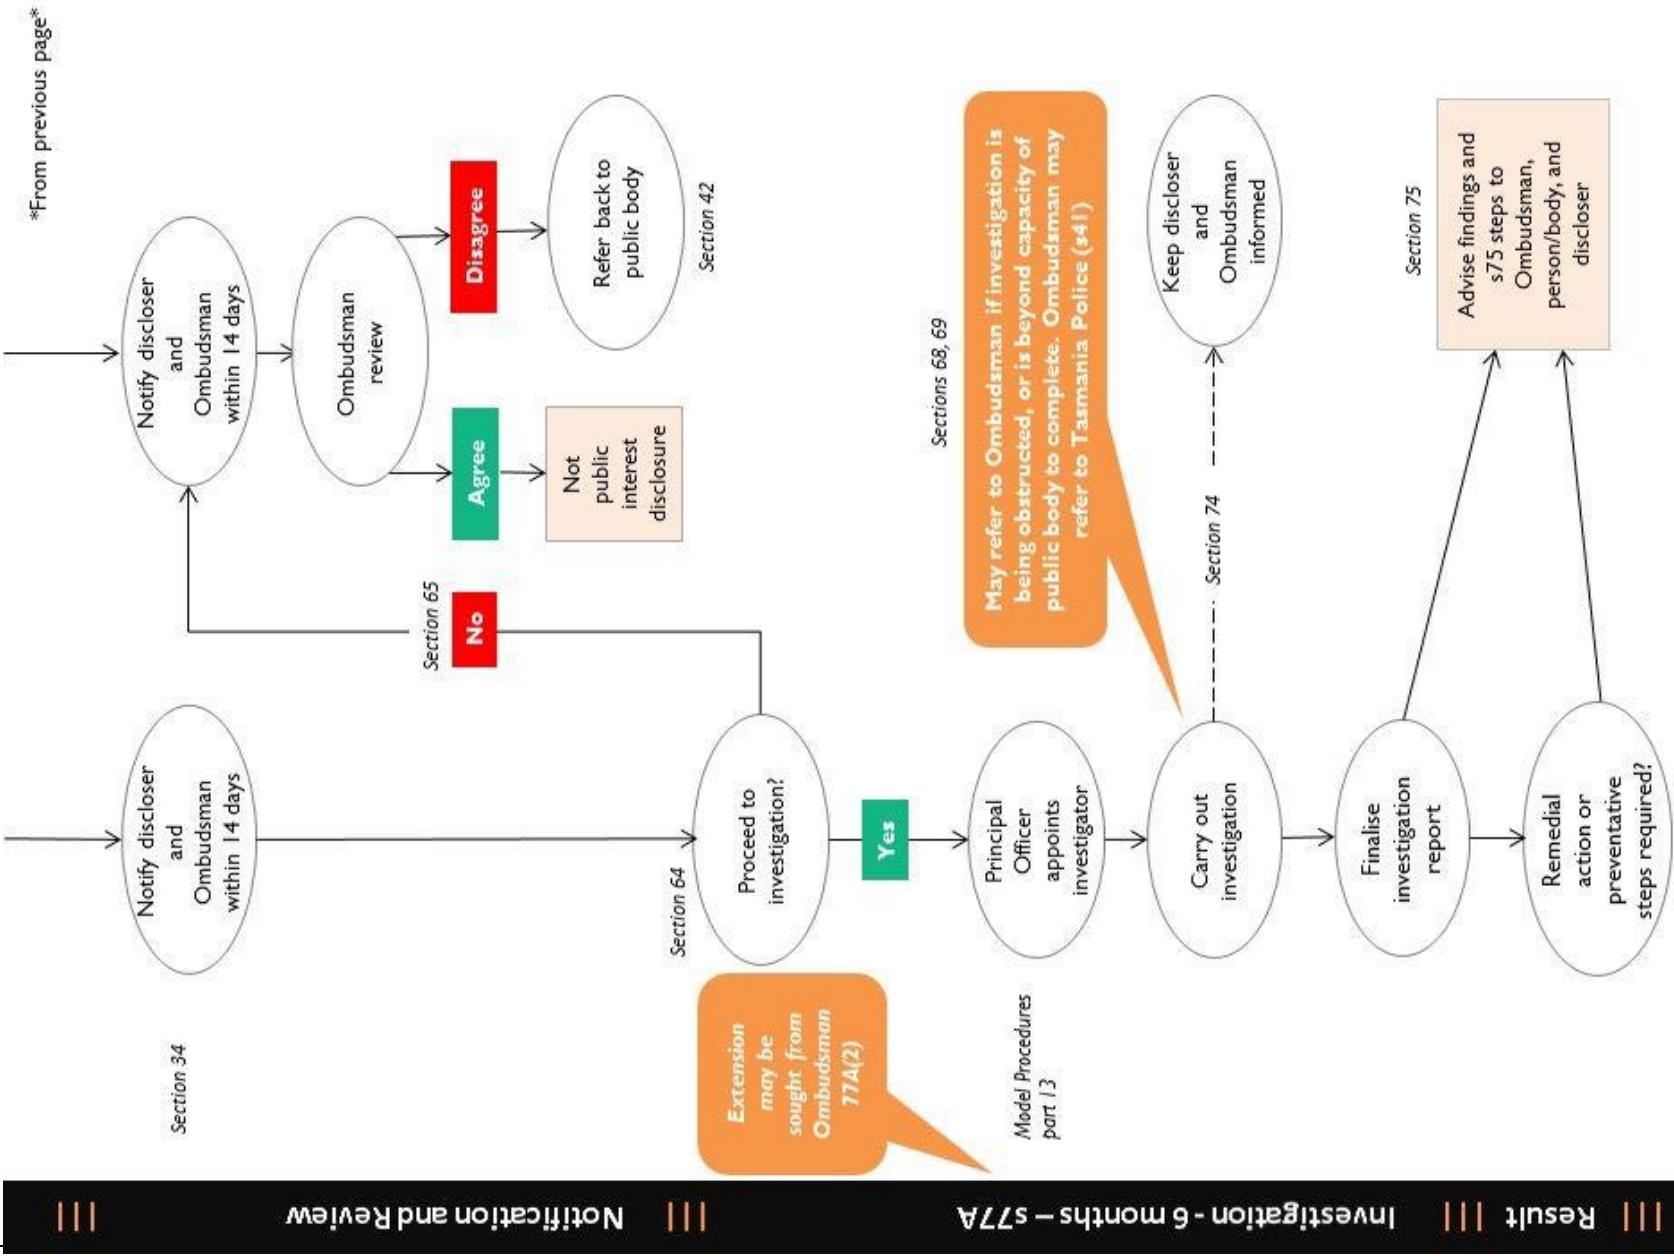 *From previous page*
Section 34
Notify discloser
and
Ombudsman
within 14 days
Notify discloser
and
Ombudsman
within 14 days
Ombudsman
review
Agree
Disagree
Not
public
interest
disclosure
Refer back to
public body
Section 42
Section 65
No
Section 64
Proceed to
investigation?
Yes
Extension
may be
sought from
Ombudsman
77A(2)
Model Procedures
part 13
Principal
Officer
appoints
investigator
Sections 68, 69
May refer to Ombudsman if investigation is
being obstructed, or is beyond capacity of
public body to complete. Ombudsman may
refer to Tasmania Police (s41)
Carry out
investigation
Section 74
Keep discloser
and
Ombudsman
informed
Finalise
investigation
report
Section 75
Advise findings and
s75 steps to
Ombudsman,
person/body, and
discloser
Remedial
action or
preventative
steps required?
Notification and Review
Investigation - 6 months – s77A
Result